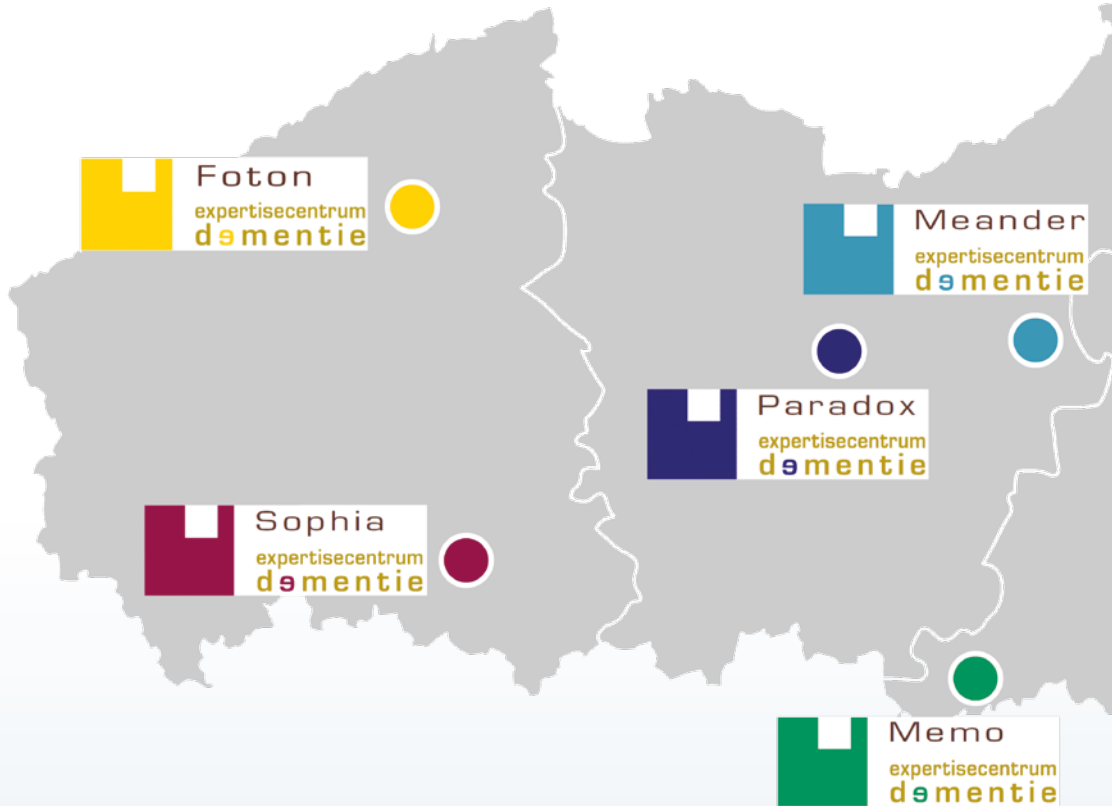 Foton
expertisecentrum
dementie
Meander
expertisecentrum
dementie
Paradox
expertisecentrum
dementie
Sophia
expertisecentrum
dementie
Memo
expertisecentrum
dementie